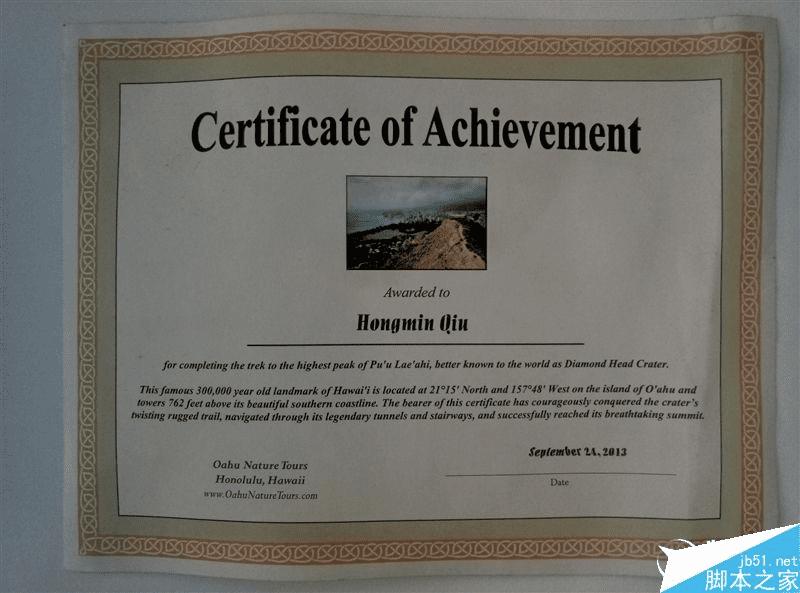 Certificate of Achievement
Awarded to
Hongmin Qiu
for completing the trek to the highest peak of Pu'u Lae'ahi, better known to the world as Diamond Head Crater.
This famous 300,000 year old landmark of Hawai'i is located at 21°15' North and 157°48' West on the island of O'ahu and
towers 762 feet above its beautiful southern coastline. The bearer of this certificate has courageously conquered the crater's
twisting rugged trail, navigated through its legendary tunnels and stairways, and successfully reached its breathtaking summit.
Oahu Nature Tours
Honolulu, Hawaii
www.OahuNatureTours.com
September 24, 2013
Date
jb51.net
脚本之家